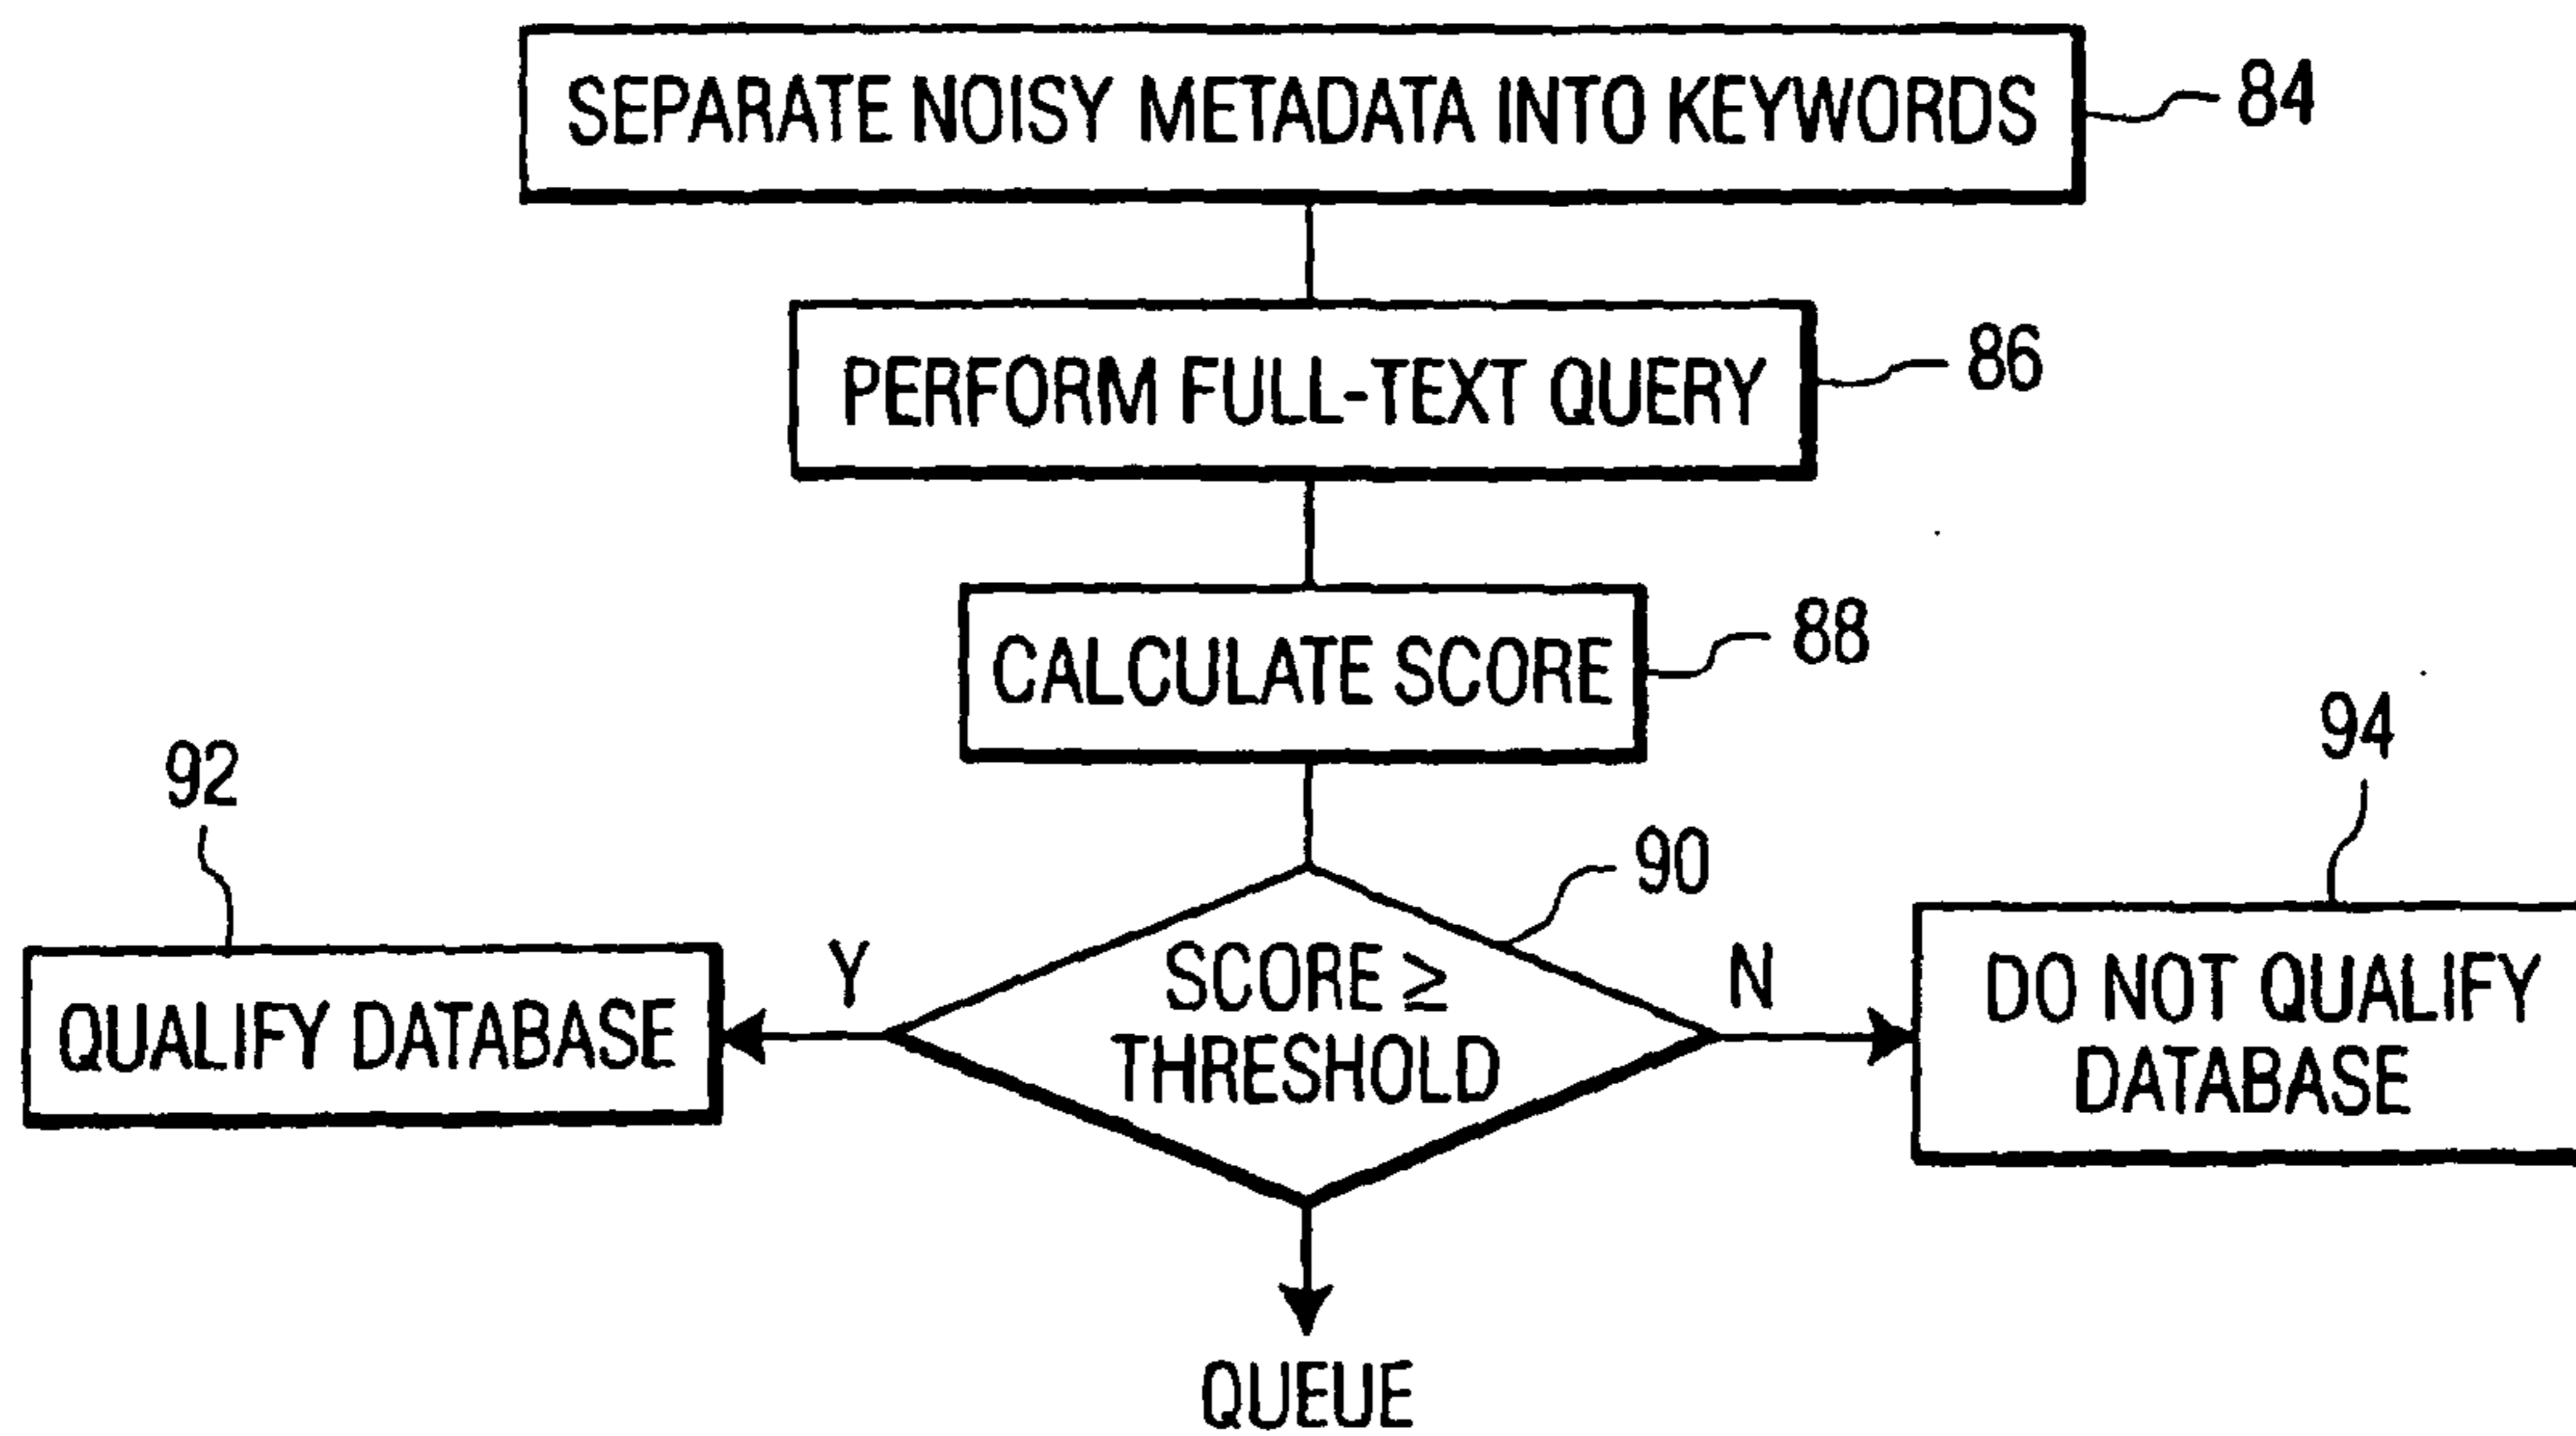 SEPARATE NOISY METADATA INTO KEYWORDS
84
PERFORM FULL-TEXT QUERY
86
CALCULATE SCORE
88
92
94
90
QUALIFY DATABASE
Y
SCORE ≥
THRESHOLD
N
DO NOT QUALIFY
DATABASE
QUEUE